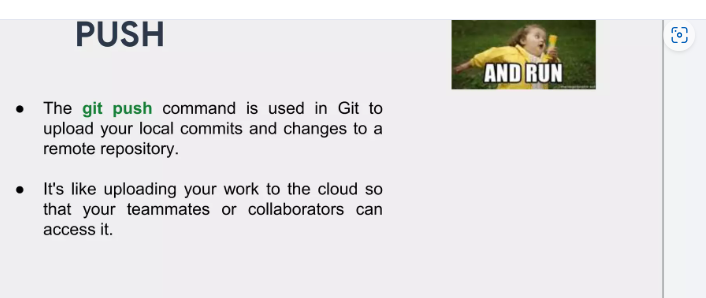 PUSH
AND RUN
● The git push command is used in Git to
upload your local commits and changes to a
remote repository.
● It's like uploading your work to the cloud so
that your teammates or collaborators can
access it.